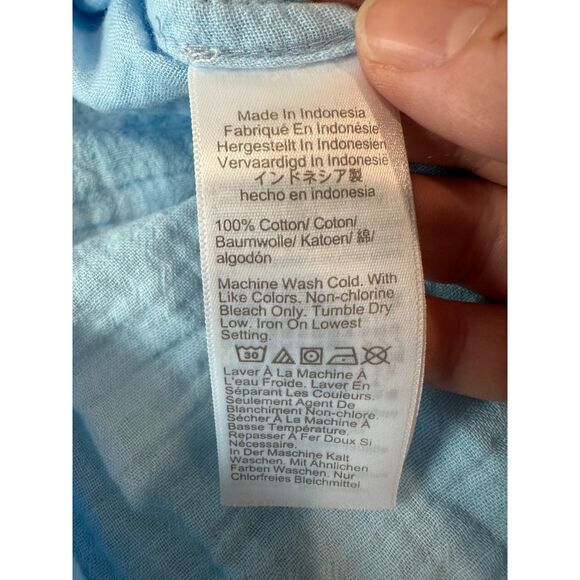 Made In Indonesia
Fabriqué En Indonésie
Hergestellt In Indonesien
Vervaardigd In Indonesie
インドネシア製
hecho en indonesia
100% Cotton/ Coton/
Baumwolle/ Katoen/ 綿/
algodón
Machine Wash Cold. With
Like Colors. Non-chlorine
Bleach Only. Tumble Dry
Low. Iron On Lowest
Setting.
30
Laver À La Machine À
L'eau Froide. Laver En
Séparant Les Couleurs.
Seulement Agent De
Blanchiment Non-chlore.
Sécher À La Machine À
Basse Température.
Repasser À Fer Doux Si
Nécessaire.
In Der Maschine Kalt
Waschen. Mit Ähnlichen
Farben Waschen. Nur
Chlorfreies Bleichmittel